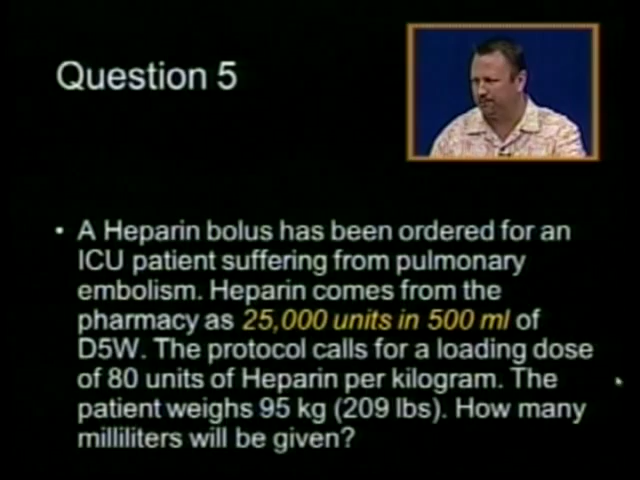 Question 5
• A Heparin bolus has been ordered for an
ICU patient suffering from pulmonary
embolism. Heparin comes from the
pharmacy as 25,000 units in 500 ml of
D5W. The protocol calls for a loading dose
of 80 units of Heparin per kilogram. The
patient weighs 95 kg (209 lbs). How many
milliliters will be given?